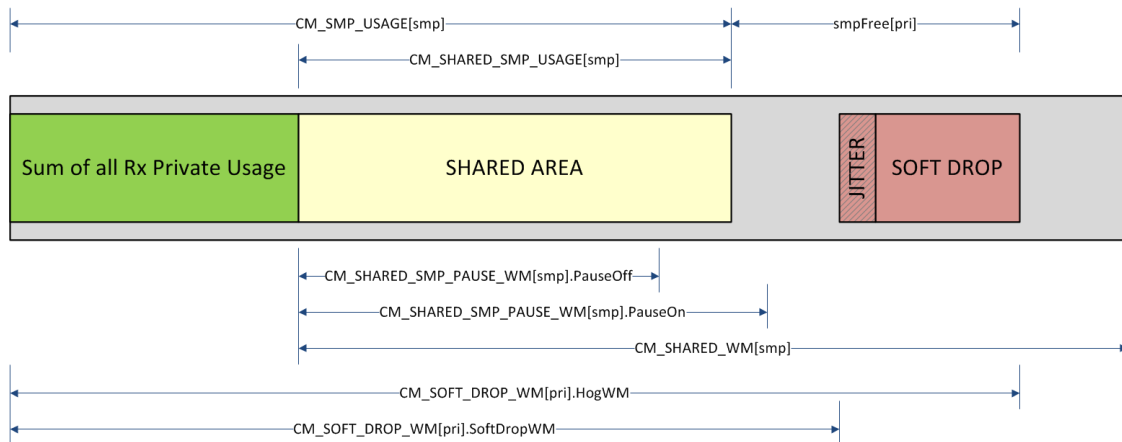 CM_SMP_USAGE[smp]
smpFree[pri]
CM_SHARED_SMP_USAGE[smp]
Sum of all Rx Private Usage
SHARED AREA
JITTER
SOFT DROP
CM_SHARED_SMP_PAUSE_WM[smp].PauseOff
CM_SHARED_SMP_PAUSE_WM[smp].PauseOn
CM_SHARED_WM[smp]
CM_SOFT_DROP_WM[pri].HogWM
CM_SOFT_DROP_WM[pri].SoftDropWM